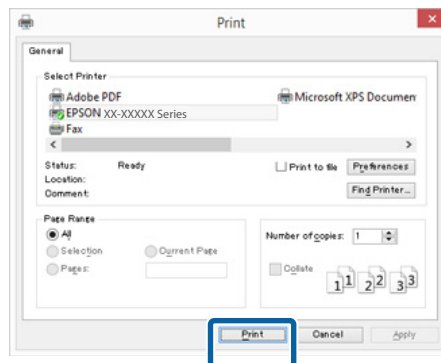 Print
General
Select Printer
Adobe PDF
Microsoft XPS Documen
EPSON XX-XXXXX Series
Fax
Status: Ready
Print to file
Preferences
Location:
Comment:
Find Printer...
Page Range
All
Selection
Current Page
Pages:
Number of copies: 1
Collate
1 1 2 2 3 3
Print
Cancel
Apply